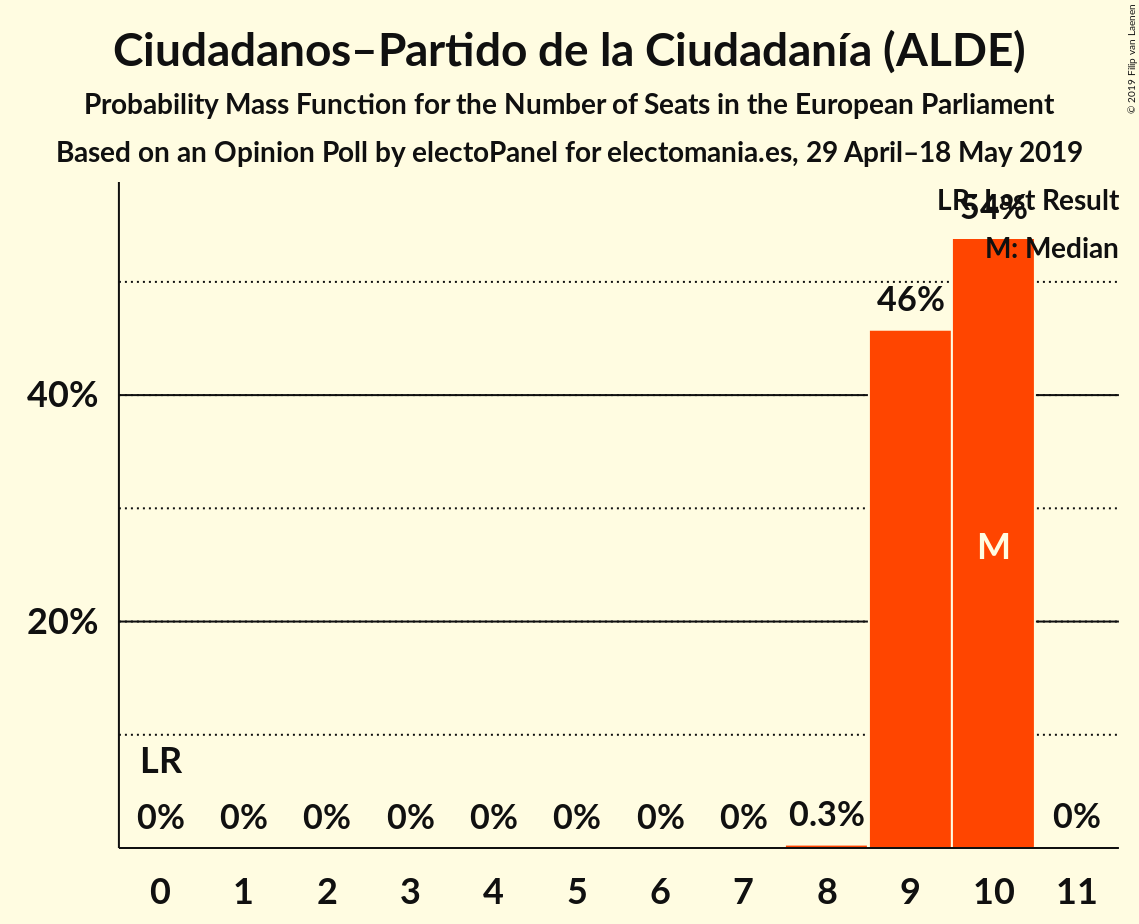 Ciudadanos–Partido de la Ciudadanía (ALDE)
Probability Mass Function for the Number of Seats in the European Parliament
Based on an Opinion Poll by electoPanel for electomania.es, 29 April–18 May 2019
© 2019 Filip van Laenen
LR: Last Result
M: Median
54%
46%
40%
M
20%
LR
0% 0% 0% 0% 0% 0% 0% 0% 0.3% 0%
0 1 2 3 4 5 6 7 8 9 10 11